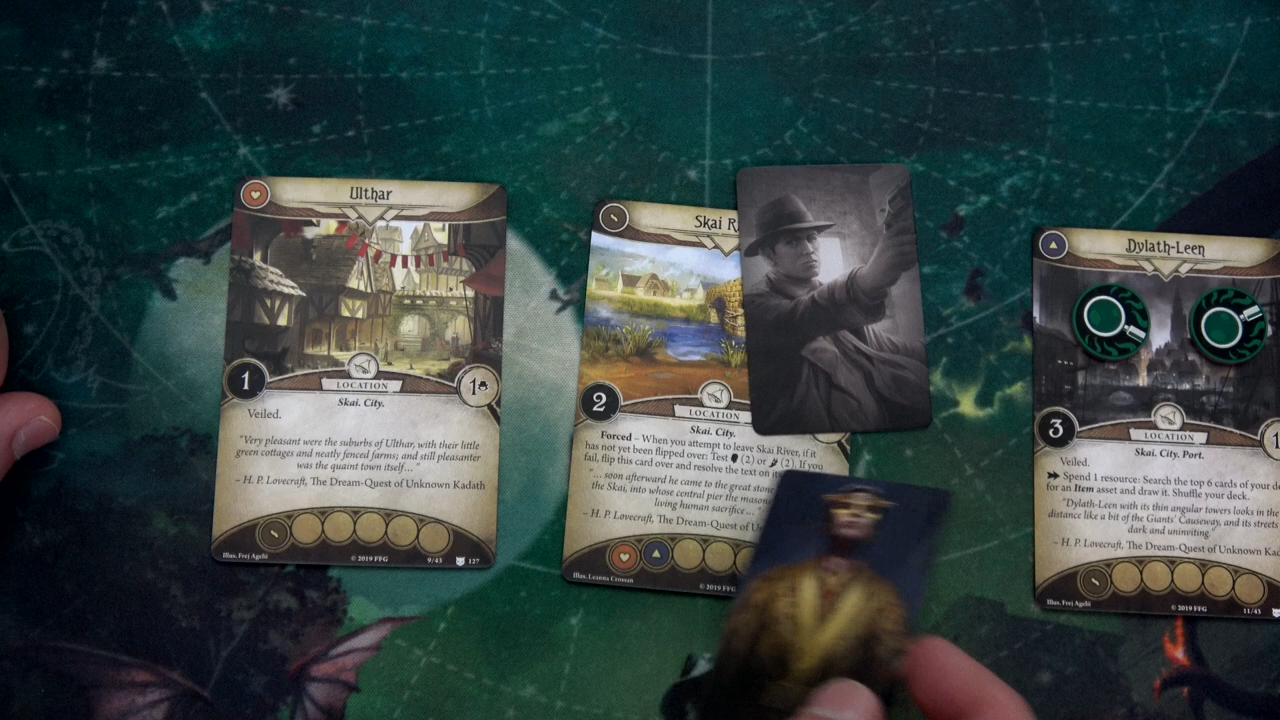 Ulthar
1
1
LOCATION
Skai. City.
Veiled.
"Very pleasant were the suburbs of Ulthar, with their little
green cottages and neatly fenced farms; and still pleasanter
was the quaint town itself…"
– H. P. Lovecraft, The Dream-Quest of Unknown Kadath
Illus. Frej Agelii
© 2019 FFG
9/43
127
Skai
2
LOCATION
Skai. City.
Forced – When you attempt to leave Skai River, if it
has not yet been flipped over: Test (2) or (2). If you
fail, flip this card over and resolve the text on
"… soon afterward he came to the great stone
the Skai, into whose central pier the
living human sacrifice…
– H. P. Lovecraft, The Dream-Quest of
Illus. Leanna Crossan
© 2019 FFG
Dylath-Leen
3
1
LOCATION
Skai. City. Port.
Veiled.
Spend 1 resource: Search the top 6 cards of your
for an Item asset and draw it. Shuffle your deck.
"Dylath-Leen with its thin angular towers looks in the
distance like a bit of the Giants' Causeway, and its streets
dark and uninviting."
– H. P. Lovecraft, The Dream-Quest of Unknown
Illus. Frej Agelii
© 2019 FFG
11/43